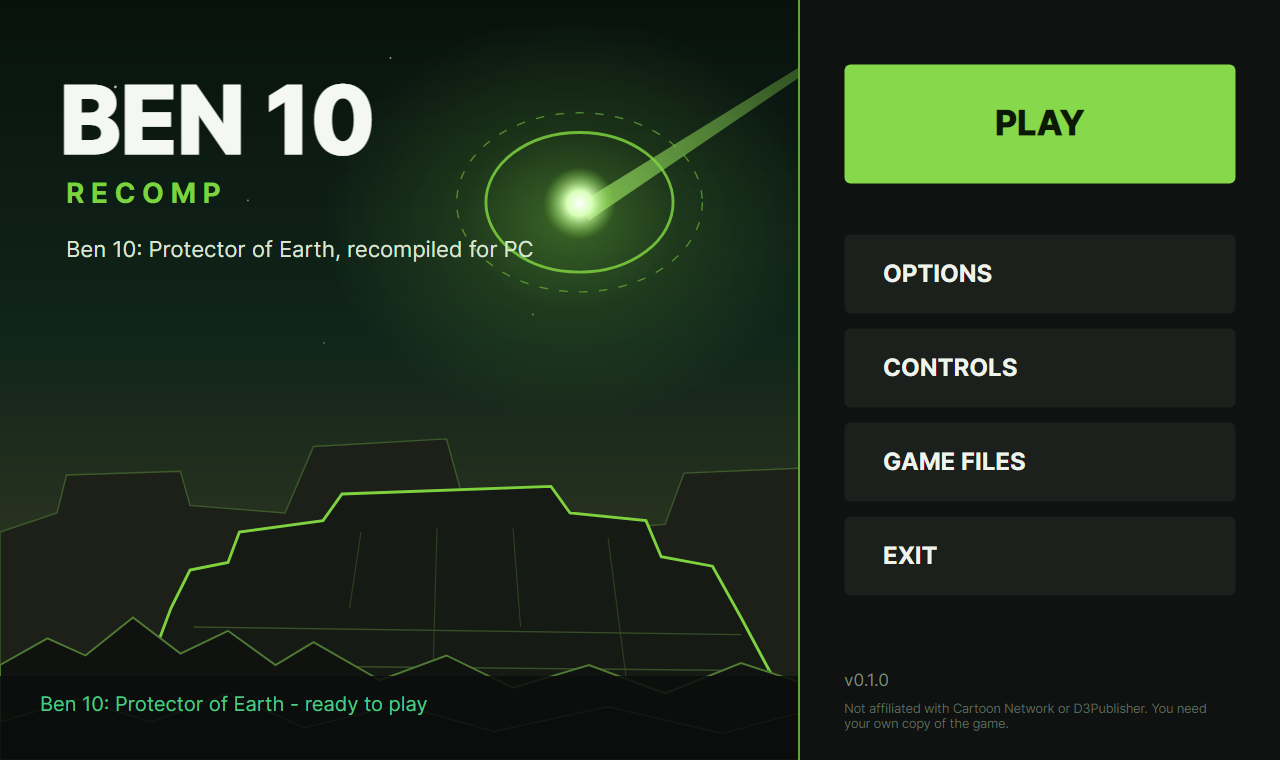 BEN 10
RECOMP
Ben 10: Protector of Earth, recompiled for PC
Ben 10: Protector of Earth - ready to play
PLAY
OPTIONS
CONTROLS
GAME FILES
EXIT
v0.1.0
Not affiliated with Cartoon Network or D3Publisher. You need
your own copy of the game.